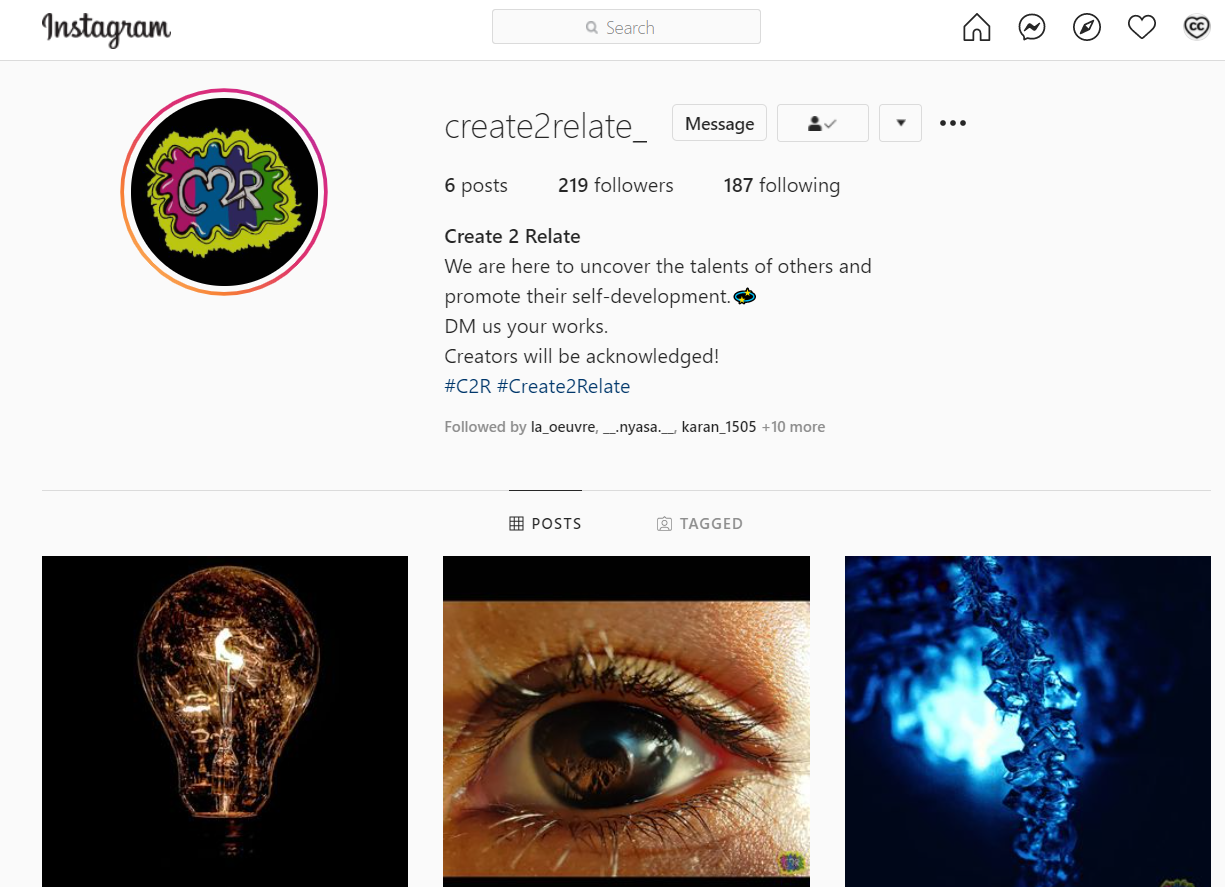 Instagram
Search
CC
C2R
create2relate_
Message
6 posts 219 followers 187 following
Create 2 Relate
We are here to uncover the talents of others and
promote their self-development.
DM us your works.
Creators will be acknowledged!
#C2R #Create2Relate
Followed by la_oeuvre, __.nyasa.__, karan_1505 +10 more
POSTS TAGGED
C2R